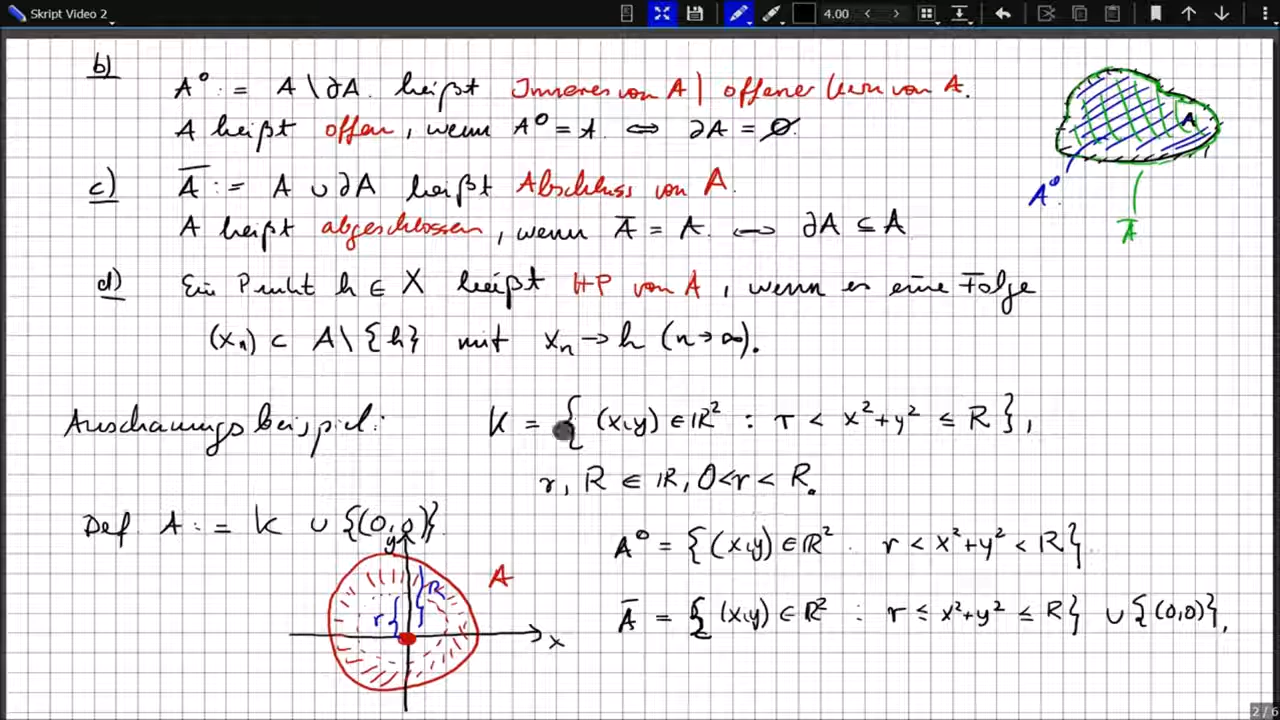 Skript Video 2
4.00
b)
A° := A \ ∂A. heißt Inneres von A | offener Kern von A.
A heißt offen, wenn A° = A ⟺ ∂A = ∅.
A
A°
Ā
c)
Ā := A ∪ ∂A heißt Abschluss von A.
A heißt abgeschlossen, wenn Ā = A. ⟺ ∂A ⊆ A
d) Ein Punkt h ∈ X heißt HP von A, wenn es eine Folge
(xₙ) ⊂ A\{h} mit xₙ → h (n→∞).
Anschauungsbeispiel: K = { (x,y) ∈ ℝ² : r < x²+y² ≤ R },
r, R ∈ ℝ, 0<r<R.
Def. A := K ∪ {(0,0)}
A° = {(x,y) ∈ ℝ² : r < x²+y² < R}.
Ā = {(x,y) ∈ ℝ² : r ≤ x²+y² ≤ R} ∪ {(0,0)},
y
A
R
r
x
2 / 6